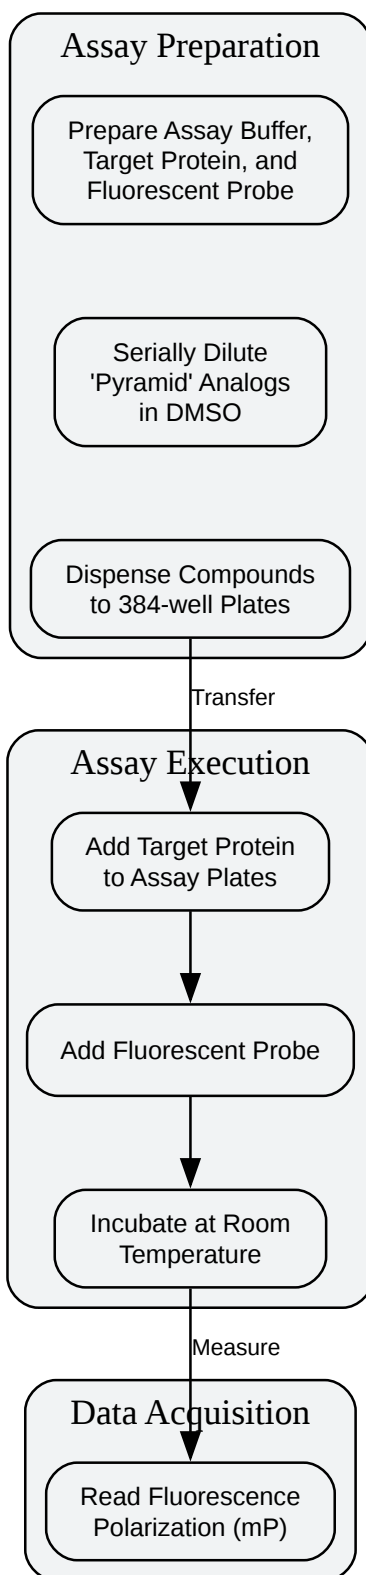 Assay Preparation
Prepare Assay Buffer,
Target Protein, and
Fluorescent Probe
Serially Dilute
'Pyramid' Analogs
in DMSO
Dispense Compounds
to 384-well Plates
Transfer
Assay Execution
Add Target Protein
to Assay Plates
Add Fluorescent Probe
Incubate at Room
Temperature
Measure
Data Acquisition
Read Fluorescence
Polarization (mP)